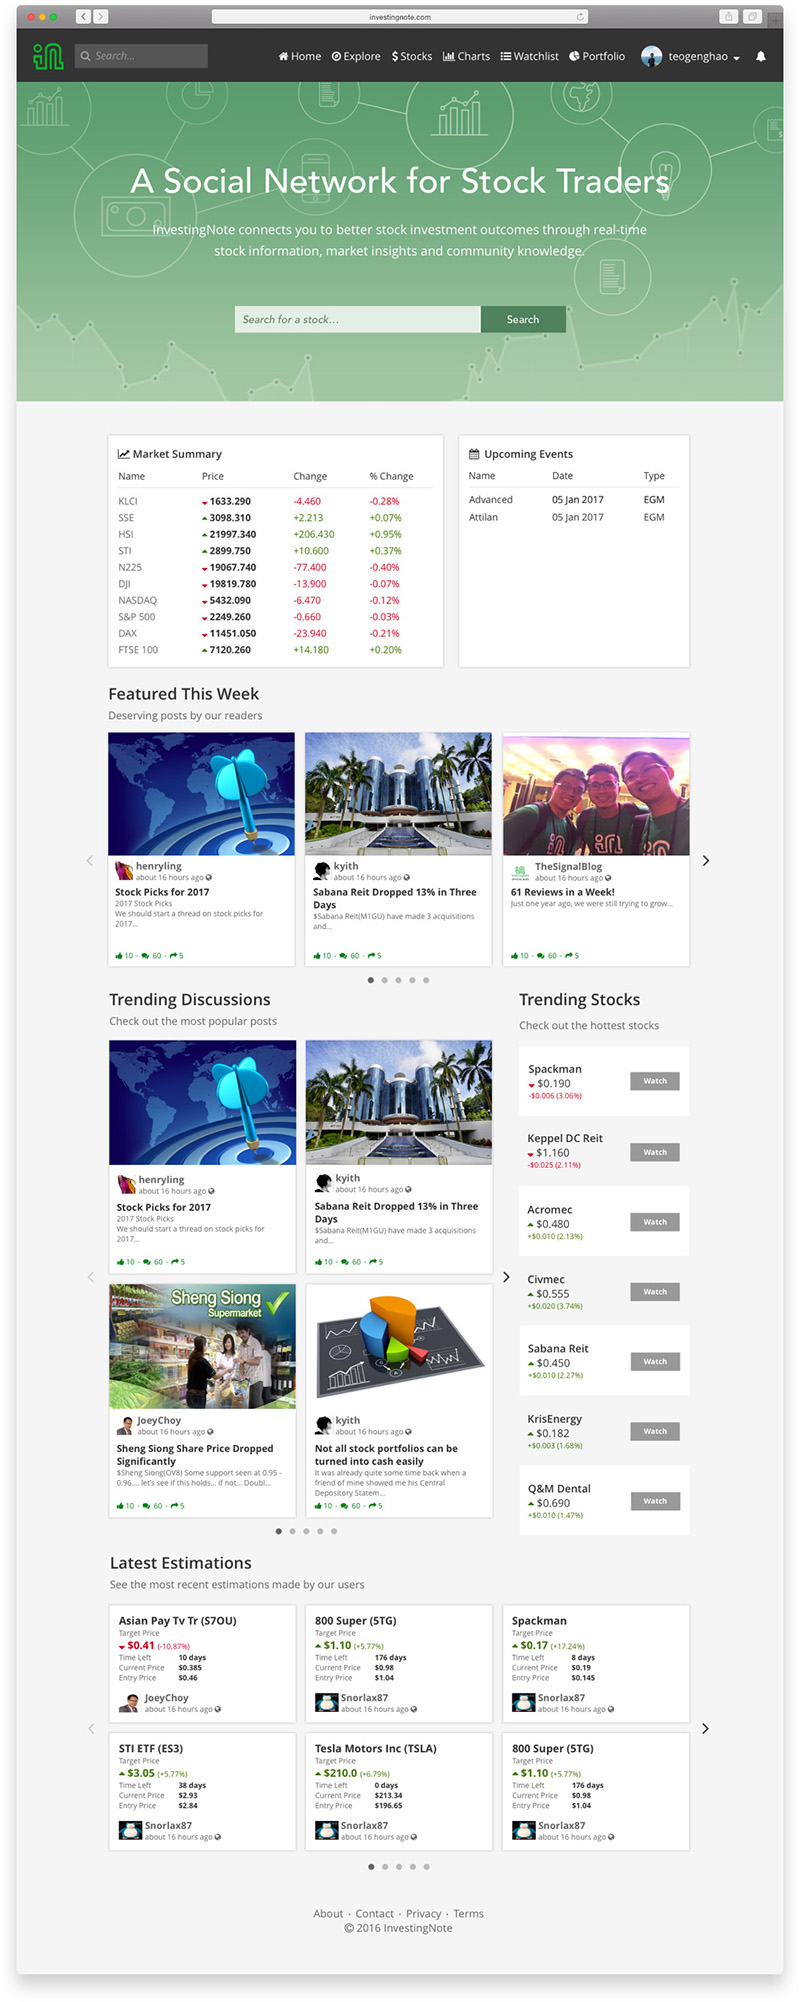 investingnote.com
Search...
Home Explore $ Stocks Charts Watchlist Portfolio teogenghao
A Social Network for Stock Traders
InvestingNote connects you to better stock investment outcomes through real-time
stock information, market insights and community knowledge.
Search for a stock... Search
Market Summary
Name Price Change % Change
KLCI 1633.290 -4.460 -0.28%
SSE 3098.310 +2.213 +0.07%
HSI 21997.340 +206.430 +0.95%
STI 2899.750 +10.600 +0.37%
N225 19067.740 -77.400 -0.40%
DJI 19819.780 -13.900 -0.07%
NASDAQ 5432.090 -6.470 -0.12%
S&P 500 2249.260 -0.660 -0.03%
DAX 11451.050 -23.940 -0.21%
FTSE 100 7120.260 +14.180 +0.20%
Upcoming Events
Name Date Type
Advanced 05 Jan 2017 EGM
Attilan 05 Jan 2017 EGM
Featured This Week
Deserving posts by our readers
henryling
about 16 hours ago
Stock Picks for 2017
2017 Stock Picks
We should start a thread on stock picks for
2017...
10 · 60 · 5
kyith
about 16 hours ago
Sabana Reit Dropped 13% in Three
Days
$Sabana Reit(M1GU) have made 3 acquisitions
and...
10 · 60 · 5
TheSignalBlog
about 16 hours ago
61 Reviews in a Week!
Just one year ago, we were still trying to grow...
10 · 60 · 5
Trending Discussions
Check out the most popular posts
henryling
about 16 hours ago
Stock Picks for 2017
2017 Stock Picks
We should start a thread on stock picks for
2017...
10 · 60 · 5
kyith
about 16 hours ago
Sabana Reit Dropped 13% in Three
Days
$Sabana Reit(M1GU) have made 3 acquisitions
and...
10 · 60 · 5
Sheng Siong
Supermarket
JoeyChoy
about 16 hours ago
Sheng Siong Share Price Dropped
Significantly
$Sheng Siong(OV8) Some support seen at 0.95 -
0.96.... let's see if this holds... if not... Doubl...
10 · 60 · 5
kyith
about 16 hours ago
Not all stock portfolios can be
turned into cash easily
It was already quite some time back when a
friend of mine showed me his Central
Depository Statem...
10 · 60 · 5
Trending Stocks
Check out the hottest stocks
Spackman
$0.190
-$0.006 (3.06%)
Watch
Keppel DC Reit
$1.160
-$0.025 (2.11%)
Watch
Acromec
$0.480
+$0.010 (2.13%)
Watch
Civmec
$0.555
+$0.020 (3.74%)
Watch
Sabana Reit
$0.450
+$0.010 (2.27%)
Watch
KrisEnergy
$0.182
+$0.003 (1.68%)
Watch
Q&M Dental
$0.690
+$0.010 (1.47%)
Watch
Latest Estimations
See the most recent estimations made by our users
Asian Pay Tv Tr (S7OU)
Target Price
$0.41 (-10.87%)
Time Left 10 days
Current Price $0.385
Entry Price $0.46
JoeyChoy
about 16 hours ago
800 Super (5TG)
Target Price
$1.10 (+5.77%)
Time Left 176 days
Current Price $0.98
Entry Price $1.04
Snorlax87
about 16 hours ago
Spackman
Target Price
$0.17 (+17.24%)
Time Left 8 days
Current Price $0.19
Entry Price $0.145
Snorlax87
about 16 hours ago
STI ETF (ES3)
Target Price
$3.05 (+5.77%)
Time Left 38 days
Current Price $2.93
Entry Price $2.84
Snorlax87
about 16 hours ago
Tesla Motors Inc (TSLA)
Target Price
$210.0 (+6.79%)
Time Left 0 days
Current Price $213.34
Entry Price $196.65
Snorlax87
about 16 hours ago
800 Super (5TG)
Target Price
$1.10 (+5.77%)
Time Left 176 days
Current Price $0.98
Entry Price $1.04
Snorlax87
about 16 hours ago
About · Contact · Privacy · Terms
© 2016 InvestingNote